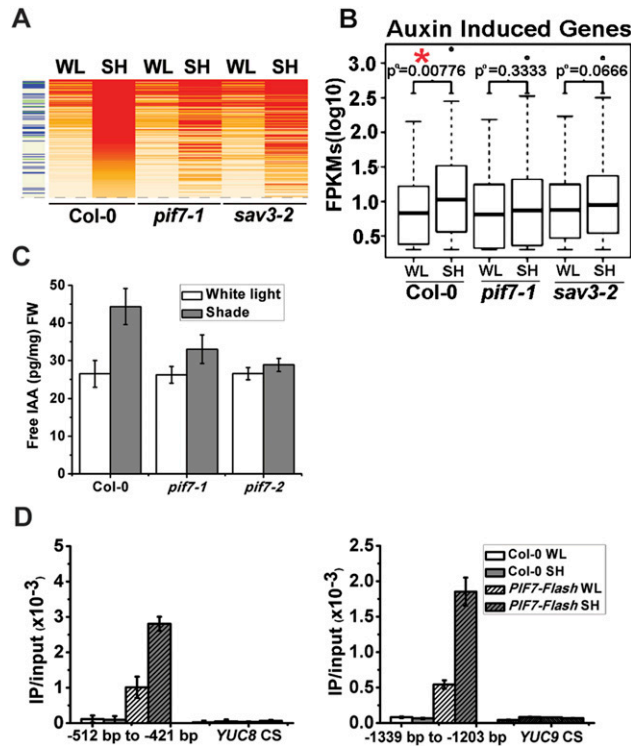 A
WL SH WL SH WL SH
Col-0 pif7-1 sav3-2
B
Auxin Induced Genes
*
p=0.00776 p=0.3333 p=0.0666
FPKMs(log10)
3.0
2.5
2.0
1.5
1.0
0.5
WL SH WL SH WL SH
Col-0 pif7-1 sav3-2
C
Free IAA (pg/mg) FW
50
40
30
20
10
0
White light
Shade
Col-0 pif7-1 pif7-2
D
IP/input (x10-3)
5
4
3
2
1
0
-512 bp to -421 bp YUC8 CS
IP/input (x10-3)
2.5
2.0
1.5
1.0
0.5
0.0
Col-0 WL
Col-0 SH
PIF7-Flash WL
PIF7-Flash SH
-1339 bp to -1203 bp YUC9 CS